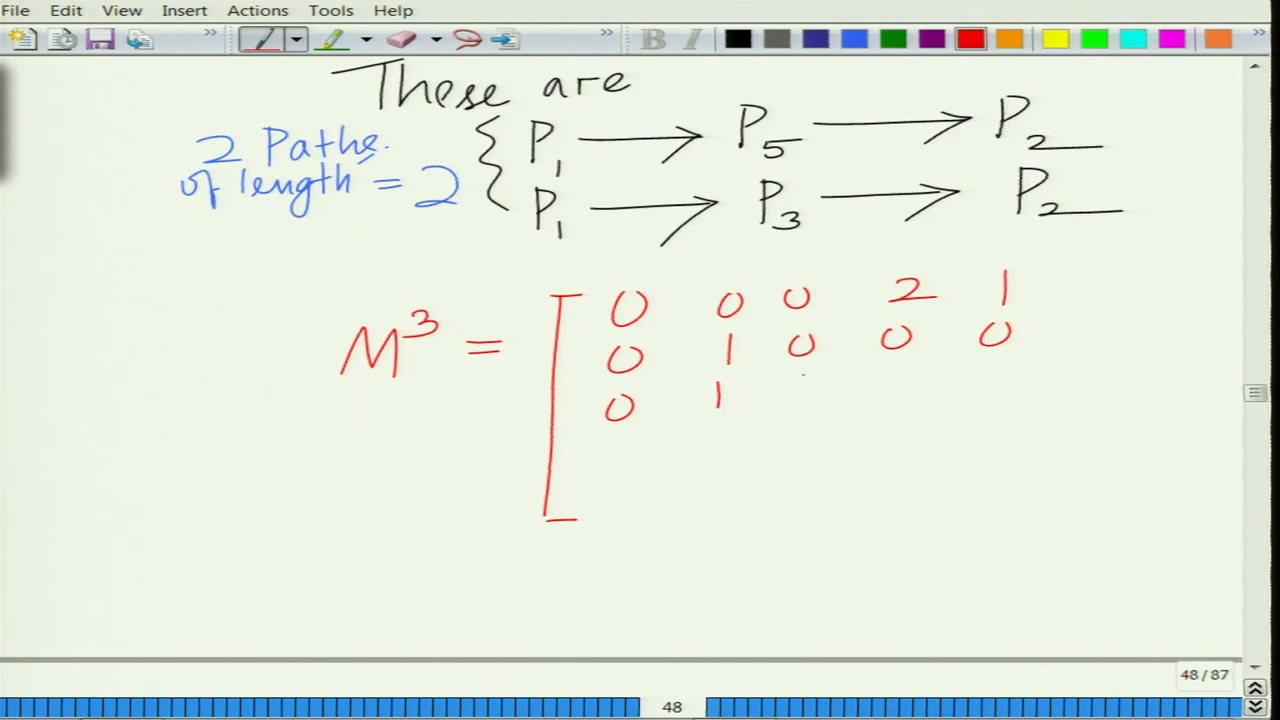 File Edit View Insert Actions Tools Help
These are
2 Paths. of length = 2
{ P₁ → P₅ → P₂
P₁ → P₃ → P₂
M³ = [ 0 0 0 2 1
0 1 0 0 0
0 1
48 / 87
48